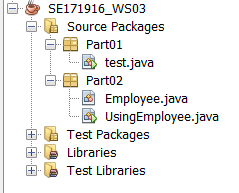 SE171916_WS03
Source Packages
Part01
test.java
Part02
Employee.java
UsingEmployee.java
Test Packages
Libraries
Test Libraries